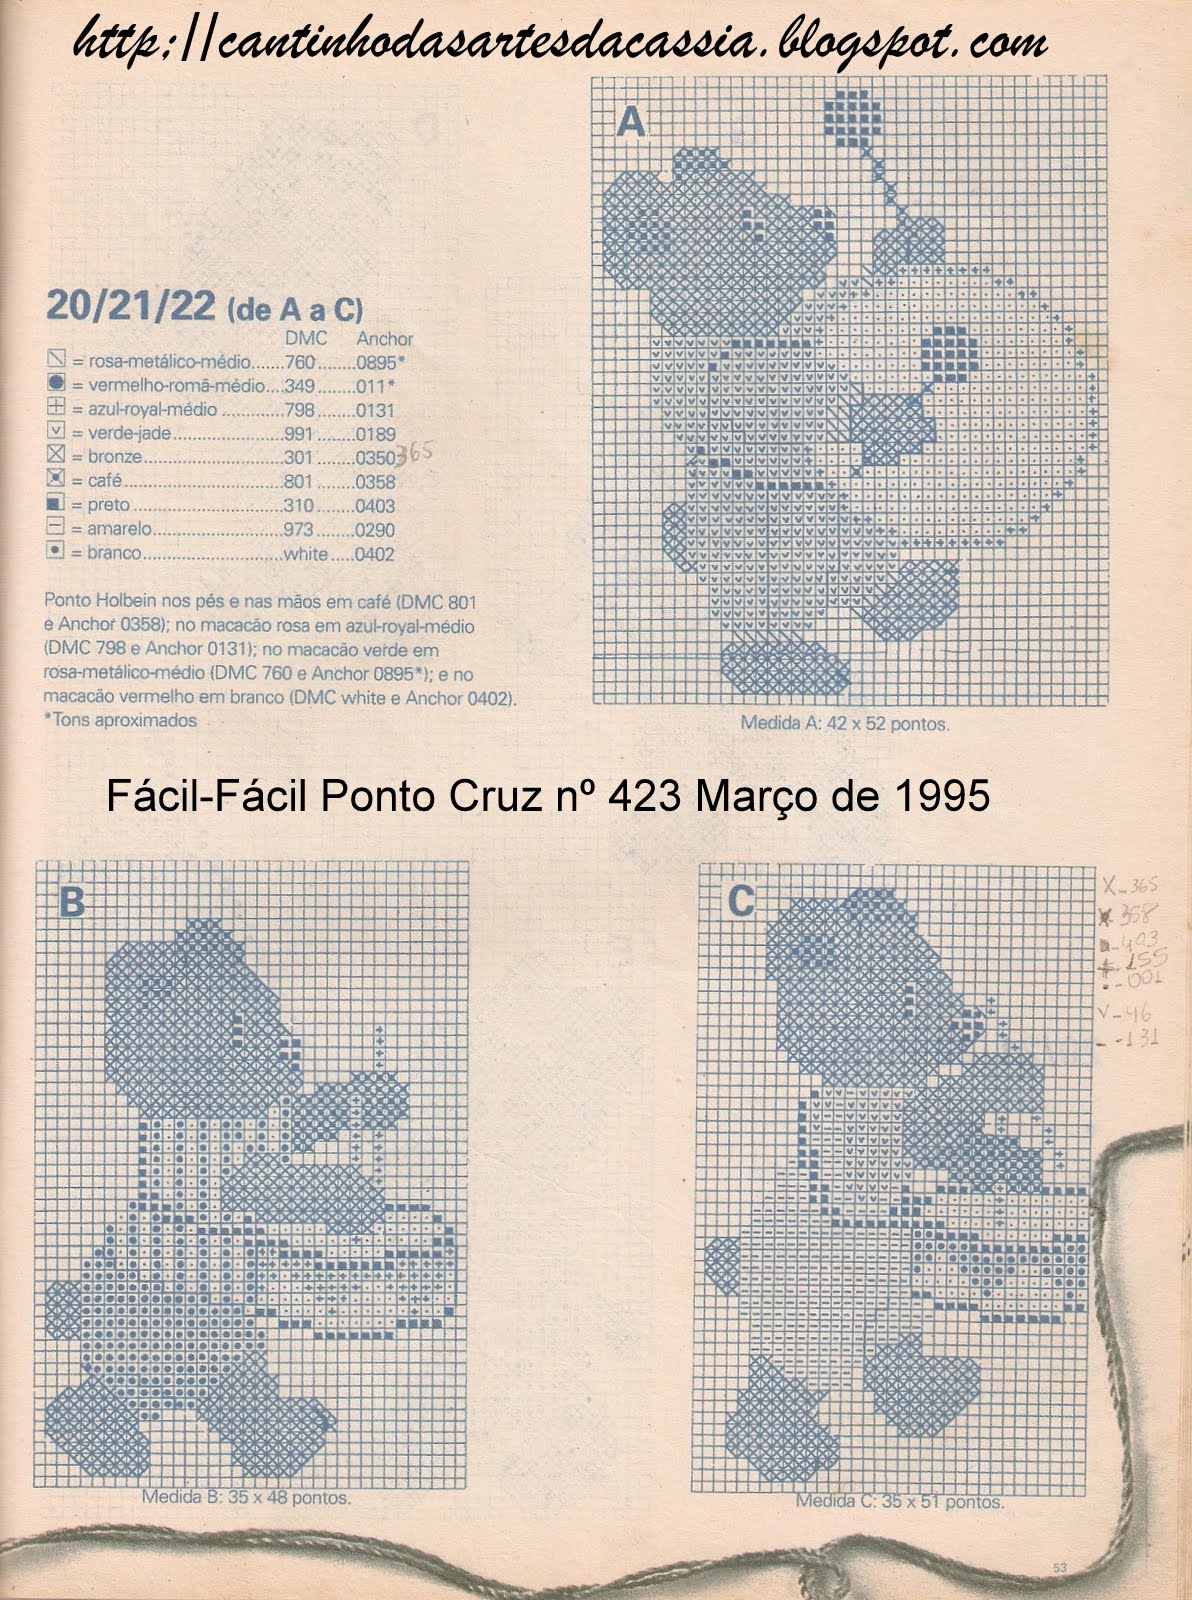 http://cantinhodasartesdacassia.blogspot.com
A
20/21/22 (de A a C)
DMC Anchor
= rosa-metálico-médio......760.......0895*
= vermelho-romã-médio...349.......011*
= azul-royal-médio............798.......0131
= verde-jade....................991.......0189
= bronze..........................301.......0350 365
= café..............................801.......0358
= preto.............................310.......0403
= amarelo........................973.......0290
= branco..........................white.....0402
Ponto Holbein nos pés e nas mãos em café (DMC 801
e Anchor 0358); no macacão rosa em azul-royal-médio
(DMC 798 e Anchor 0131); no macacão verde em
rosa-metálico-médio (DMC 760 e Anchor 0895*); e no
macacão vermelho em branco (DMC white e Anchor 0402).
*Tons aproximados
Medida A: 42 x 52 pontos.
Fácil-Fácil Ponto Cruz nº 423 Março de 1995
B
Medida B: 35 x 48 pontos.
C
X-365
x 358
-403
+-155
.-001
V-46
- -131
Medida C: 35 x 51 pontos.
53